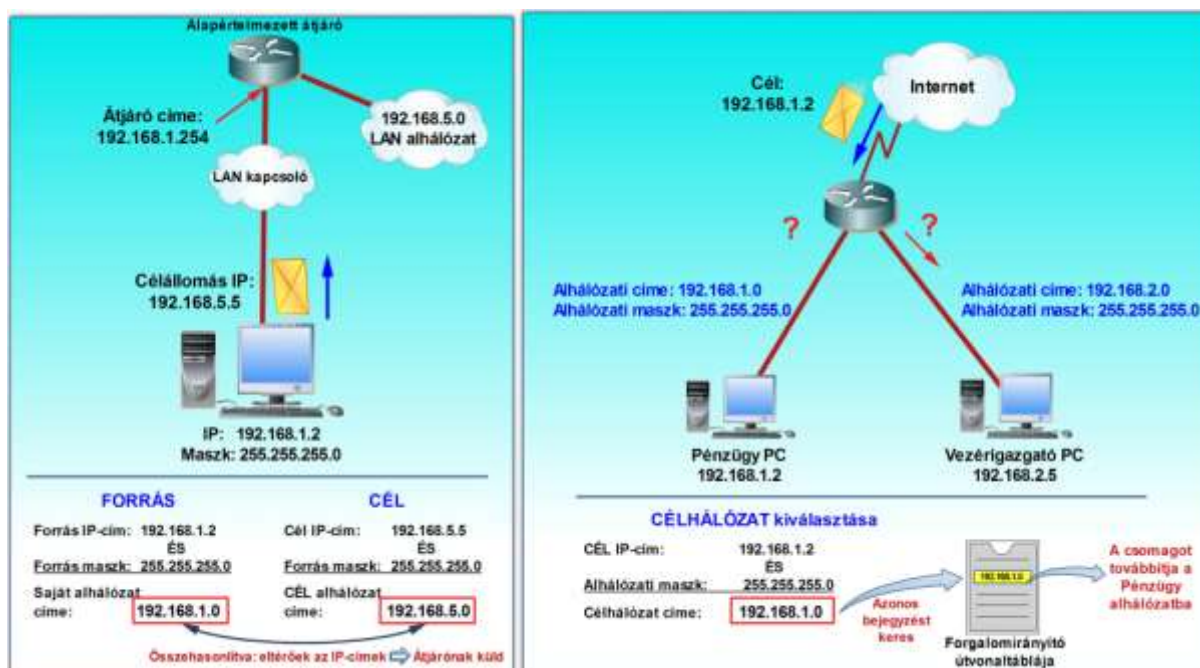 Alapértelmezett átjáró
Átjáró címe:
192.168.1.254
192.168.5.0
LAN alhálózat
LAN kapcsoló
Célállomás IP:
192.168.5.5
IP: 192.168.1.2
Maszk: 255.255.255.0
FORRÁS
CÉL
Forrás IP-cím: 192.168.1.2
ÉS
Forrás maszk: 255.255.255.0
Saját alhálózat
címe: 192.168.1.0
Cél IP-cím: 192.168.5.5
ÉS
Forrás maszk: 255.255.255.0
CÉL alhálózat
címe: 192.168.5.0
Összehasonlítva: eltérőek az IP-címek Átjárónak küld
Internet
Cél:
192.168.1.2
?
?
Alhálózati címe: 192.168.1.0
Alhálózati maszk: 255.255.255.0
Alhálózati címe: 192.168.2.0
Alhálózati maszk: 255.255.255.0
Pénzügy PC
192.168.1.2
Vezérigazgató PC
192.168.2.5
CÉLHÁLÓZAT kiválasztása
CÉL IP-cím: 192.168.1.2
ÉS
Alhálózati maszk: 255.255.255.0
Célhálózat címe: 192.168.1.0
Azonos
bejegyzést
keres
192.168.1.0
Forgalomirányító
útvonaltáblája
A csomagot
továbbítja a
Pénzügy
alhálózatba